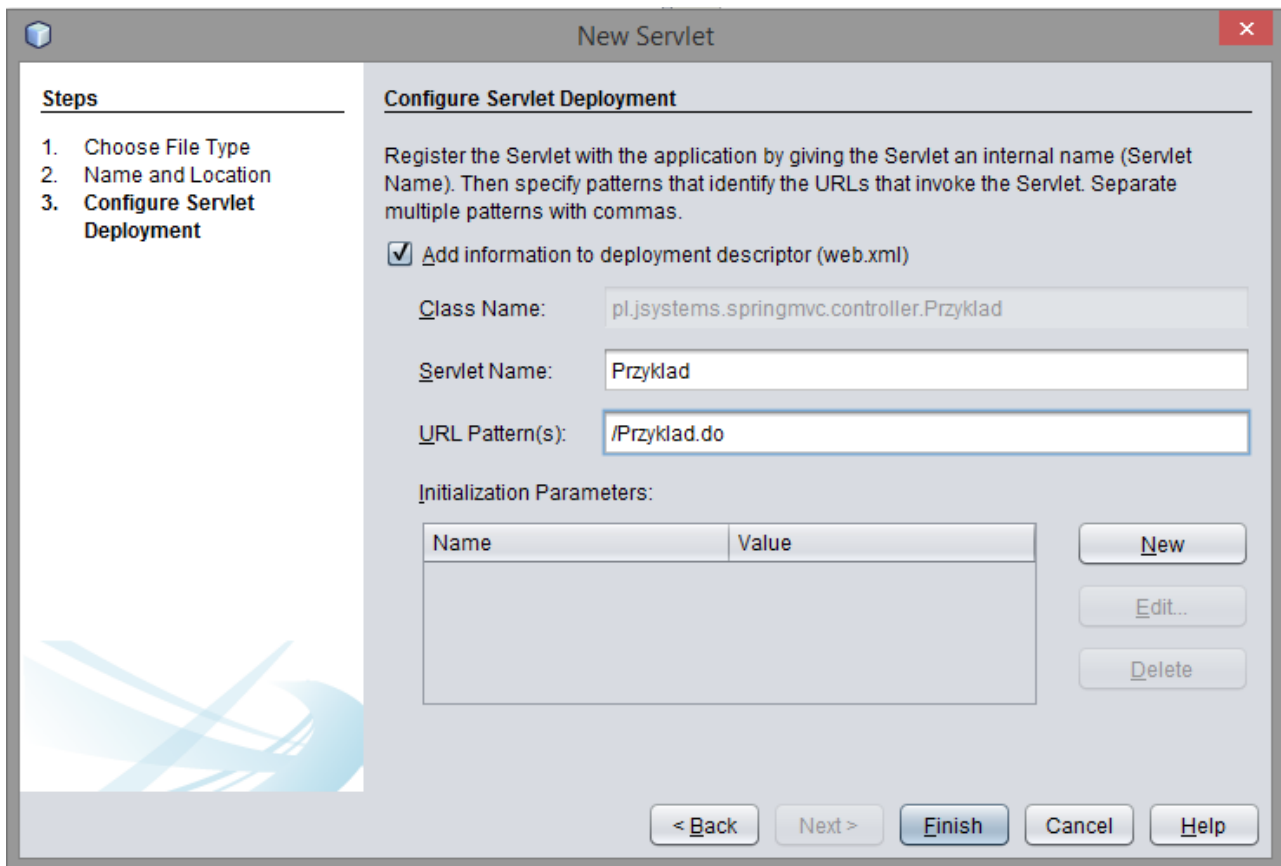 New Servlet
Steps
1. Choose File Type
2. Name and Location
3. Configure Servlet
Deployment
Configure Servlet Deployment
Register the Servlet with the application by giving the Servlet an internal name (Servlet
Name). Then specify patterns that identify the URLs that invoke the Servlet. Separate
multiple patterns with commas.
Add information to deployment descriptor (web.xml)
Class Name: pl.jsystems.springmvc.controller.Przyklad
Servlet Name: Przyklad
URL Pattern(s): /Przyklad.do
Initialization Parameters:
Name Value
New
Edit...
Delete
< Back Next > Finish Cancel Help